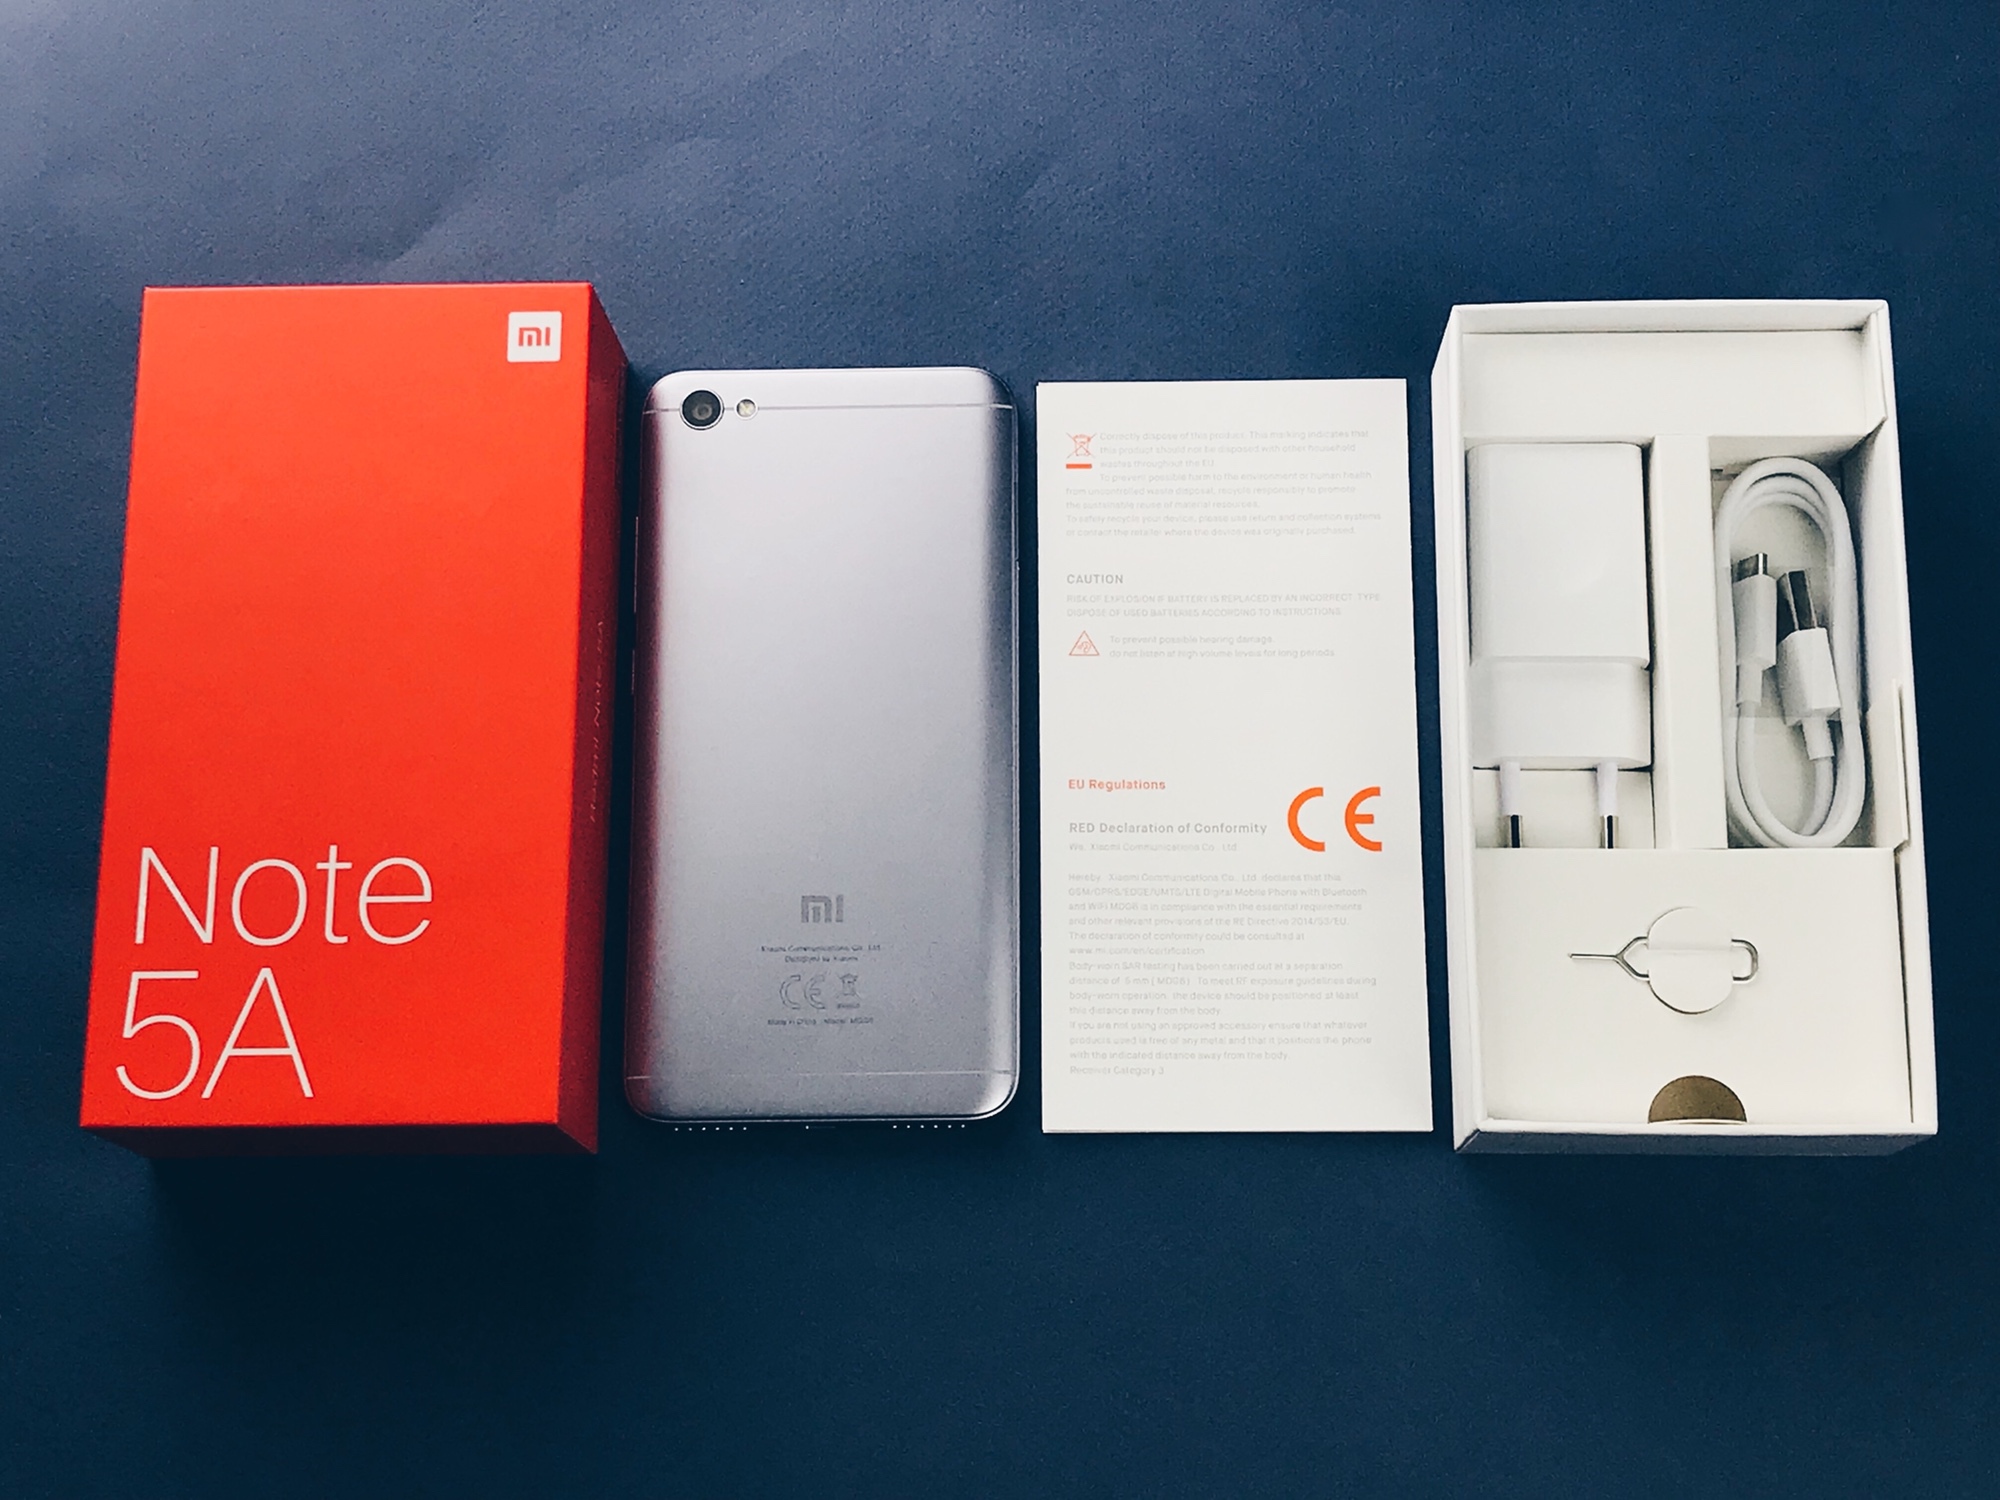 mi
Note
5A
Redmi Note 5A
mi
Xiaomi Communications Co., Ltd.
Designed by Xiaomi
CE
Made in China Model: MDG6
Correctly dispose of this product. This marking indicates that
this product should not be disposed with other household
wastes throughout the EU.
To prevent possible harm to the environment or human health
from uncontrolled waste disposal, recycle responsibly to promote
the sustainable reuse of material resources.
To safely recycle your device, please use return and collection systems
or contact the retailer where the device was originally purchased.
CAUTION
RISK OF EXPLOSION IF BATTERY IS REPLACED BY AN INCORRECT TYPE.
DISPOSE OF USED BATTERIES ACCORDING TO INSTRUCTIONS.
To prevent possible hearing damage,
do not listen at high volume levels for long periods.
EU Regulations
CE
RED Declaration of Conformity
We, Xiaomi Communications Co., Ltd.
Hereby, Xiaomi Communications Co., Ltd. declares that this
GSM/GPRS/EDGE/UMTS/LTE Digital Mobile Phone with Bluetooth
and WiFi MDG6 is in compliance with the essential requirements
and other relevant provisions of the RE Directive 2014/53/EU.
The declaration of conformity could be consulted at
www.mi.com/en/certification
Body-worn SAR testing has been carried out at a separation
distance of 5 mm ( MDG6 ). To meet RF exposure guidelines during
body-worn operation, the device should be positioned at least
this distance away from the body.
If you are not using an approved accessory ensure that whatever
products used is free of any metal and that it positions the phone
with the indicated distance away from the body.
Receiver Category 3